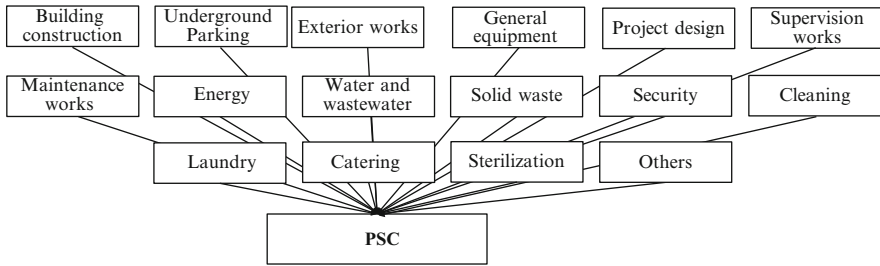 Building
construction
Underground
Parking
Exterior works
General
equipment
Project design
Supervision
works
Maintenance
works
Energy
Water and
wastewater
Solid waste
Security
Cleaning
Laundry
Catering
Sterilization
Others
PSC